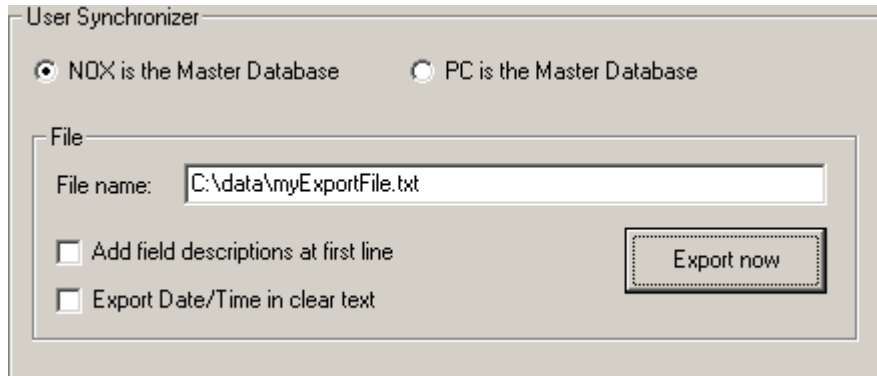 User Synchronizer
NOX is the Master Database
PC is the Master Database
File
File name:
C:\data\myExportFile.txt
Add field descriptions at first line
Export now
Export Date/Time in clear text